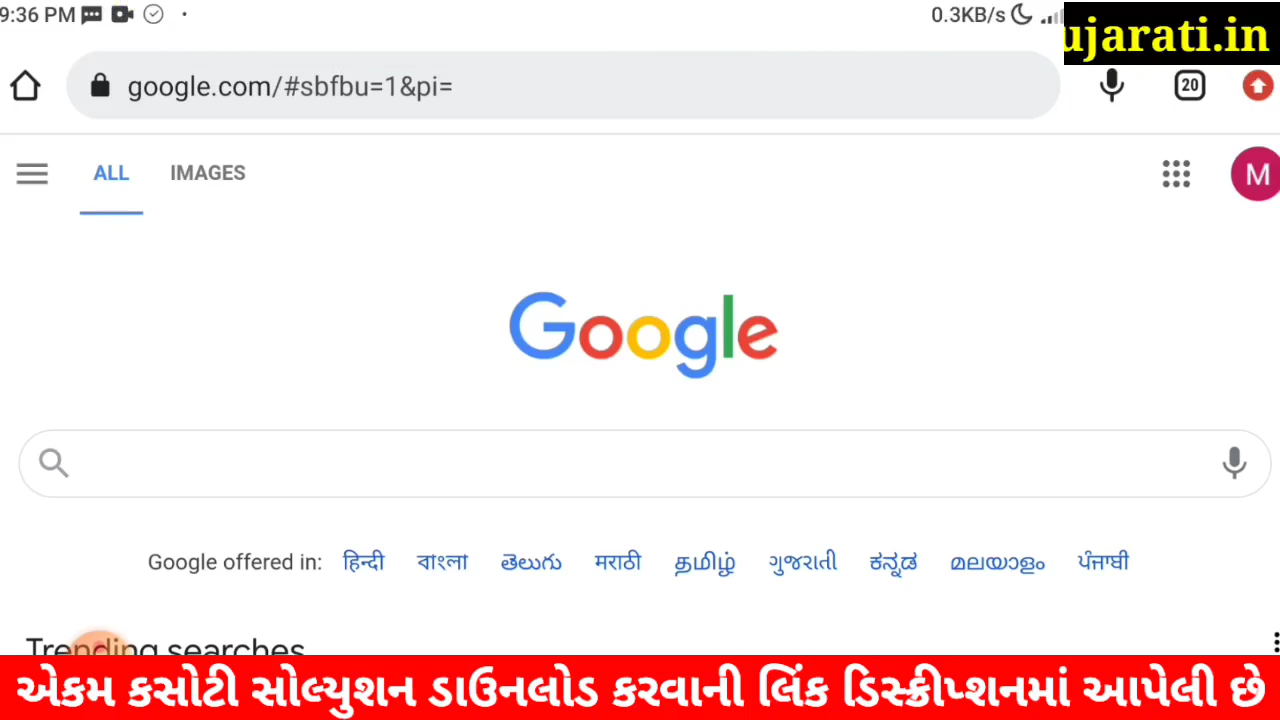 9:36 PM
0.3KB/s
ujarati.in
google.com/#sbfbu=1&pi=
20
ALL IMAGES
M
Google
Google offered in: हिन्दी বাংলা తెలుగు मराठी தமிழ் ગુજરાતી ಕನ್ನಡ മലയാളം ਪੰਜਾਬੀ
Trending searches
એકમ કસોટી સોલ્યુશન ડાઉનલોડ કરવાની લિંક ડિસ્ક્રીપ્શનમાં આપેલી છે